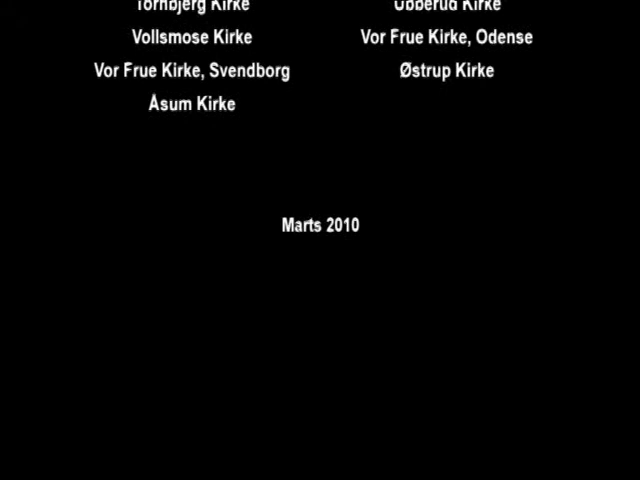 Tornbjerg Kirke
Ubberud Kirke
Vollsmose Kirke
Vor Frue Kirke, Odense
Vor Frue Kirke, Svendborg
Østrup Kirke
Åsum Kirke
Marts 2010